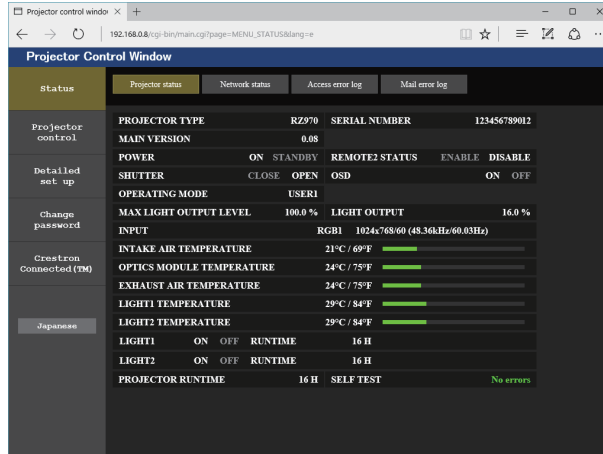 Projector control windo
192.168.0.8/cgi-bin/main.cgi?page=MENU_STATUS&lang=e
Projector Control Window
Status
Projector control
Detailed set up
Change password
Crestron Connected(TM)
Japanese
Projector status Network status Access error log Mail error log
PROJECTOR TYPE RZ970 SERIAL NUMBER 123456789012
MAIN VERSION 0.08
POWER ON STANDBY REMOTE2 STATUS ENABLE DISABLE
SHUTTER CLOSE OPEN OSD ON OFF
OPERATING MODE USER1
MAX LIGHT OUTPUT LEVEL 100.0 % LIGHT OUTPUT 16.0 %
INPUT RGB1 1024x768/60 (48.36kHz/60.03Hz)
INTAKE AIR TEMPERATURE 21°C / 69°F
OPTICS MODULE TEMPERATURE 24°C / 75°F
EXHAUST AIR TEMPERATURE 24°C / 75°F
LIGHT1 TEMPERATURE 29°C / 84°F
LIGHT2 TEMPERATURE 29°C / 84°F
LIGHT1 ON OFF RUNTIME 16 H
LIGHT2 ON OFF RUNTIME 16 H
PROJECTOR RUNTIME 16 H SELF TEST No errors